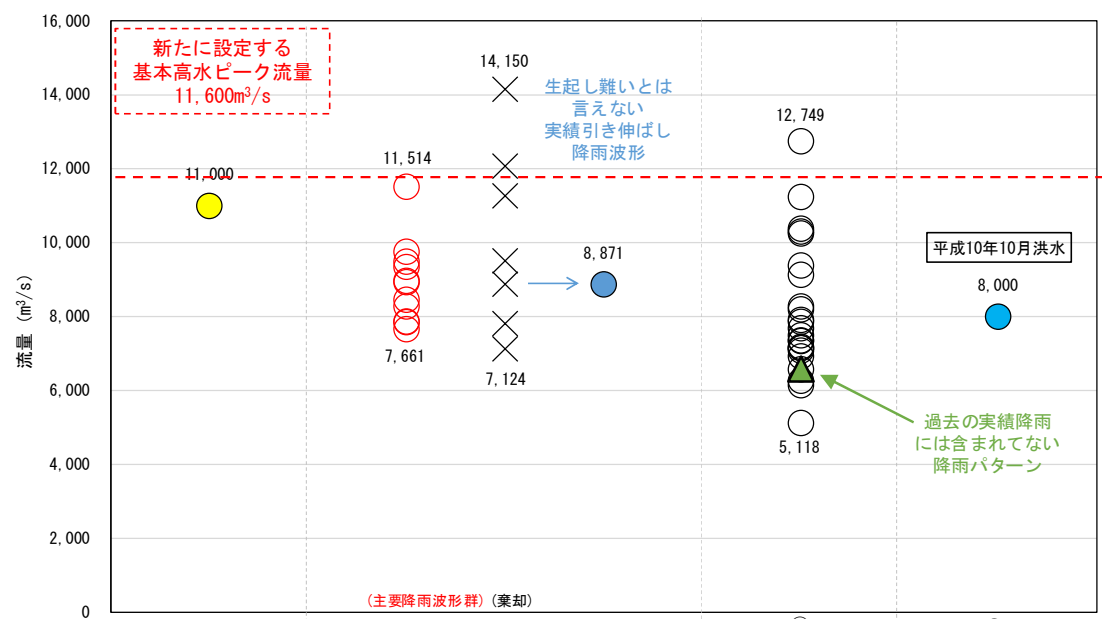 16,000
14,000
12,000
10,000
8,000
6,000
4,000
2,000
0
流量 (m³/s)
新たに設定する
基本高水ピーク流量
11,600m³/s
11,000
11,514
7,661
14,150
7,124
生起し難いとは
言えない
実績引き伸ばし
降雨波形
8,871
12,749
5,118
平成10年10月洪水
8,000
過去の実績降雨
には含まれてない
降雨パターン
(主要降雨波形群)(棄却)